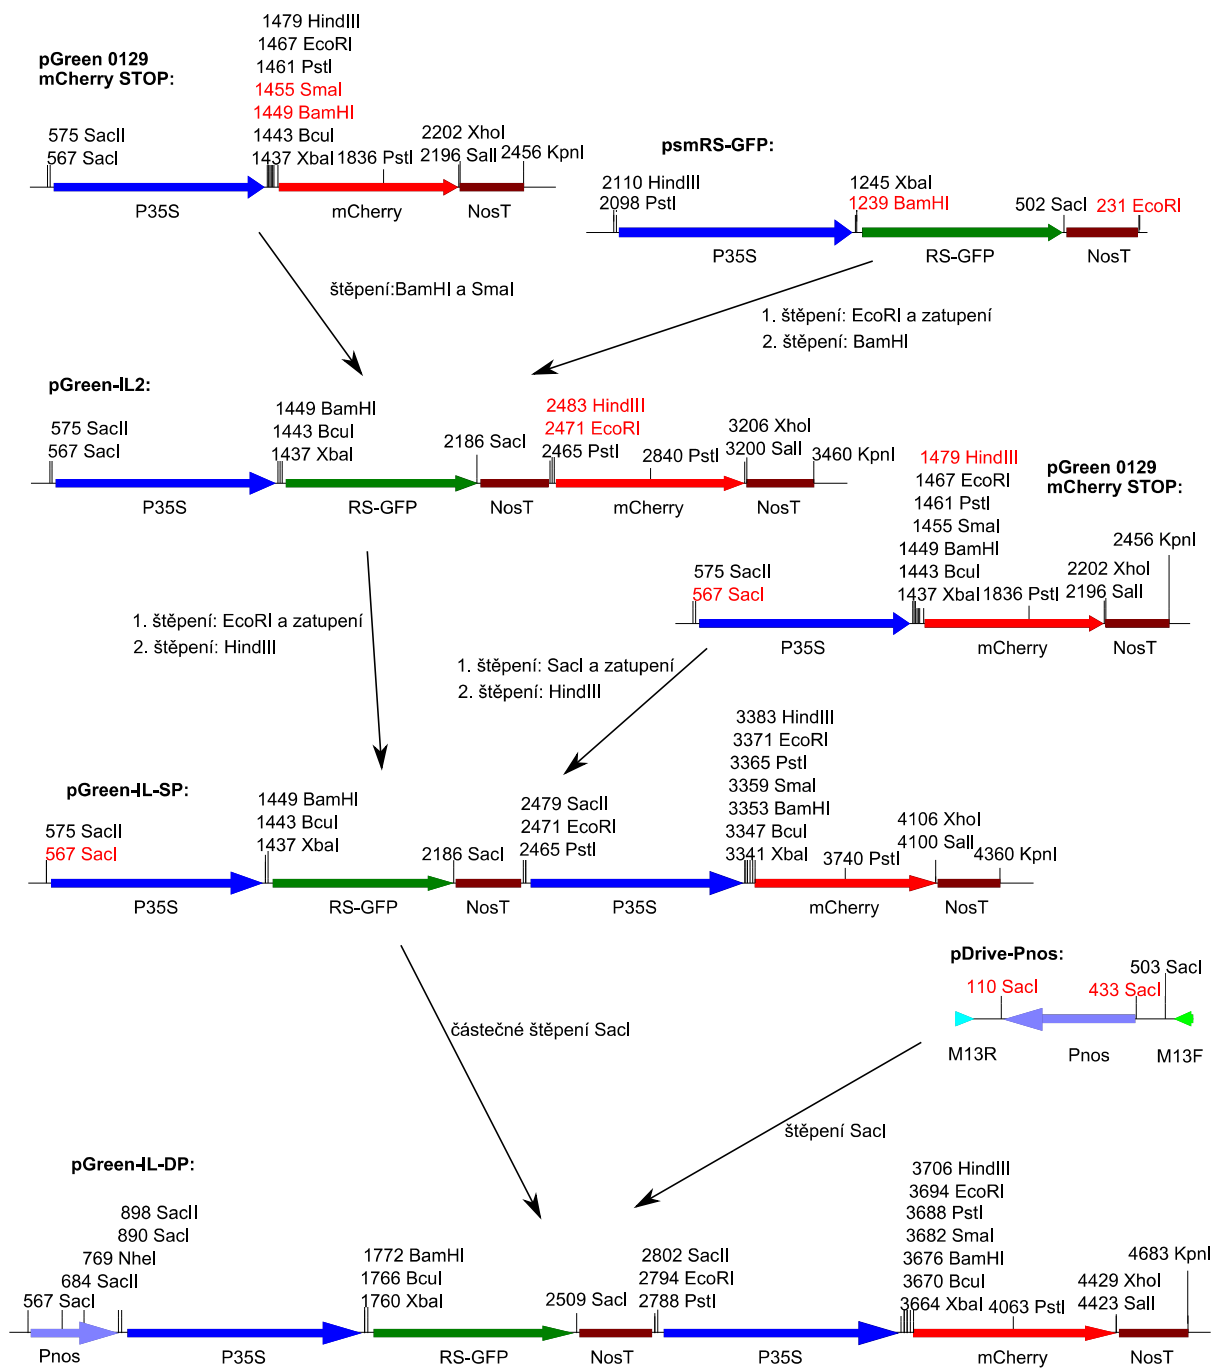 pGreen 0129
mCherry STOP:
1479 HindIII
1467 EcoRI
1461 PstI
1455 SmaI
1449 BamHI
1443 BcuI
1437 XbaI
575 SacII
567 SacI
1836 PstI
2202 XhoI
2196 SalI
2456 KpnI
P35S
mCherry
NosT
psmRS-GFP:
2110 HindIII
2098 PstI
1245 XbaI
1239 BamHI
502 SacI
231 EcoRI
P35S
RS-GFP
NosT
štěpení:BamHI a SmaI
1. štěpení: EcoRI a zatupení
2. štěpení: BamHI
pGreen-IL2:
575 SacII
567 SacI
1449 BamHI
1443 BcuI
1437 XbaI
2186 SacI
2483 HindIII
2471 EcoRI
2465 PstI
2840 PstI
3206 XhoI
3200 SalI
3460 KpnI
P35S
RS-GFP
NosT
mCherry
NosT
pGreen 0129
mCherry STOP:
1479 HindIII
1467 EcoRI
1461 PstI
1455 SmaI
1449 BamHI
1443 BcuI
1437 XbaI
575 SacII
567 SacI
1836 PstI
2202 XhoI
2196 SalI
2456 KpnI
P35S
mCherry
NosT
1. štěpení: EcoRI a zatupení
2. štěpení: HindIII
1. štěpení: SacI a zatupení
2. štěpení: HindIII
pGreen-IL-SP:
575 SacII
567 SacI
1449 BamHI
1443 BcuI
1437 XbaI
2186 SacI
2479 SacII
2471 EcoRI
2465 PstI
3383 HindIII
3371 EcoRI
3365 PstI
3359 SmaI
3353 BamHI
3347 BcuI
3341 XbaI
3740 PstI
4106 XhoI
4100 SalI
4360 KpnI
P35S
RS-GFP
NosT
P35S
mCherry
NosT
pDrive-Pnos:
110 SacI
433 SacI
503 SacI
M13R
Pnos
M13F
částečné štěpení SacI
štěpení SacI
pGreen-IL-DP:
898 SacII
890 SacI
769 NheI
684 SacII
567 SacI
1772 BamHI
1766 BcuI
1760 XbaI
2509 SacI
2802 SacII
2794 EcoRI
2788 PstI
3706 HindIII
3694 EcoRI
3688 PstI
3682 SmaI
3676 BamHI
3670 BcuI
3664 XbaI
4063 PstI
4429 XhoI
4423 SalI
4683 KpnI
Pnos
P35S
RS-GFP
NosT
P35S
mCherry
NosT